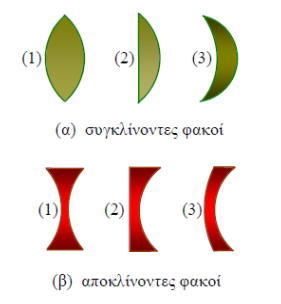 (1) (2) (3)
(α) συγκλίνοντες φακοί
(1) (2) (3)
(β) αποκλίνοντες φακοί